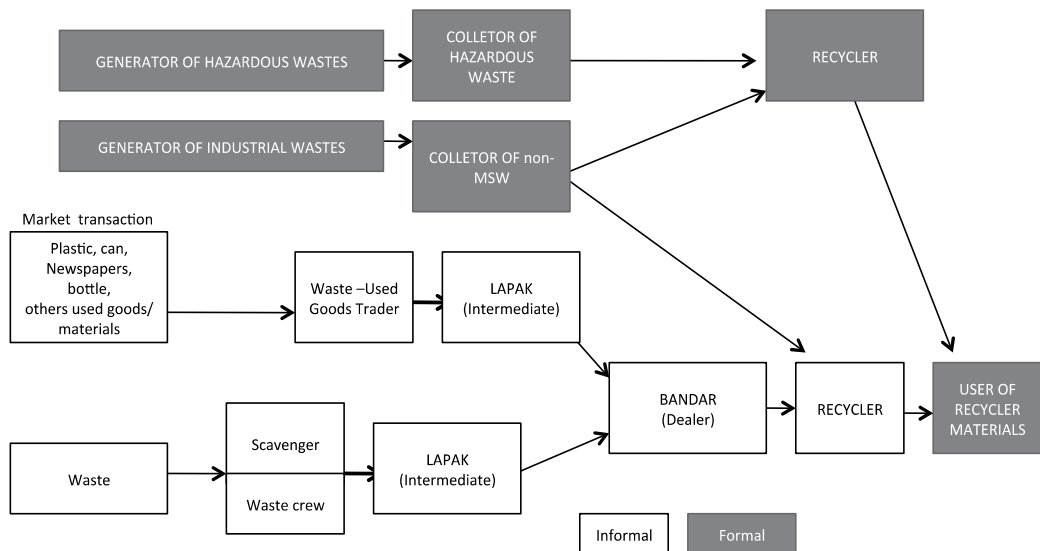 GENERATOR OF HAZARDOUS WASTES
COLLETOR OF
HAZARDOUS
WASTE
RECYCLER
GENERATOR OF INDUSTRIAL WASTES
COLLETOR OF non-
MSW
Market transaction
Plastic, can,
Newspapers,
bottle,
others used goods/
materials
Waste –Used
Goods Trader
LAPAK
(Intermediate)
BANDAR
(Dealer)
RECYCLER
USER OF
RECYCLER
MATERIALS
Waste
Scavenger
Waste crew
LAPAK
(Intermediate)
Informal
Formal